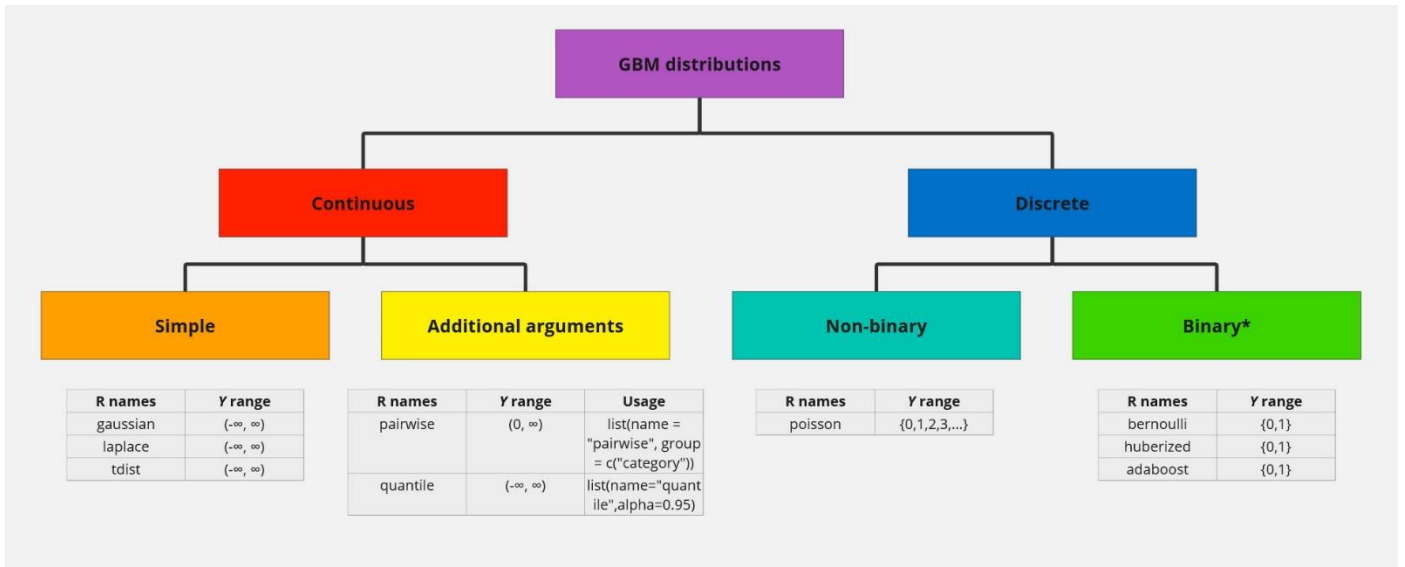 GBM distributions
Continuous
Discrete
Simple
Additional arguments
Non-binary
Binary*
R names Y range
gaussian (-∞, ∞)
laplace (-∞, ∞)
tdist (-∞, ∞)
R names Y range Usage
pairwise (0, ∞) list(name =
"pairwise", group
= c("category"))
quantile (-∞, ∞) list(name="quant
ile",alpha=0.95)
R names Y range
poisson {0,1,2,3,...}
R names Y range
bernoulli {0,1}
huberized {0,1}
adaboost {0,1}